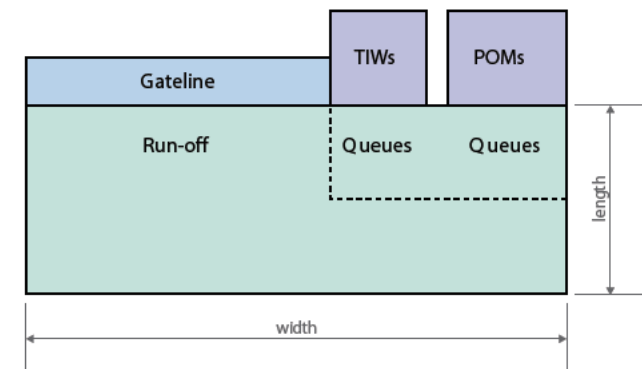 TIWs
POMs
Gateline
Run-off
Queues
Queues
length
width